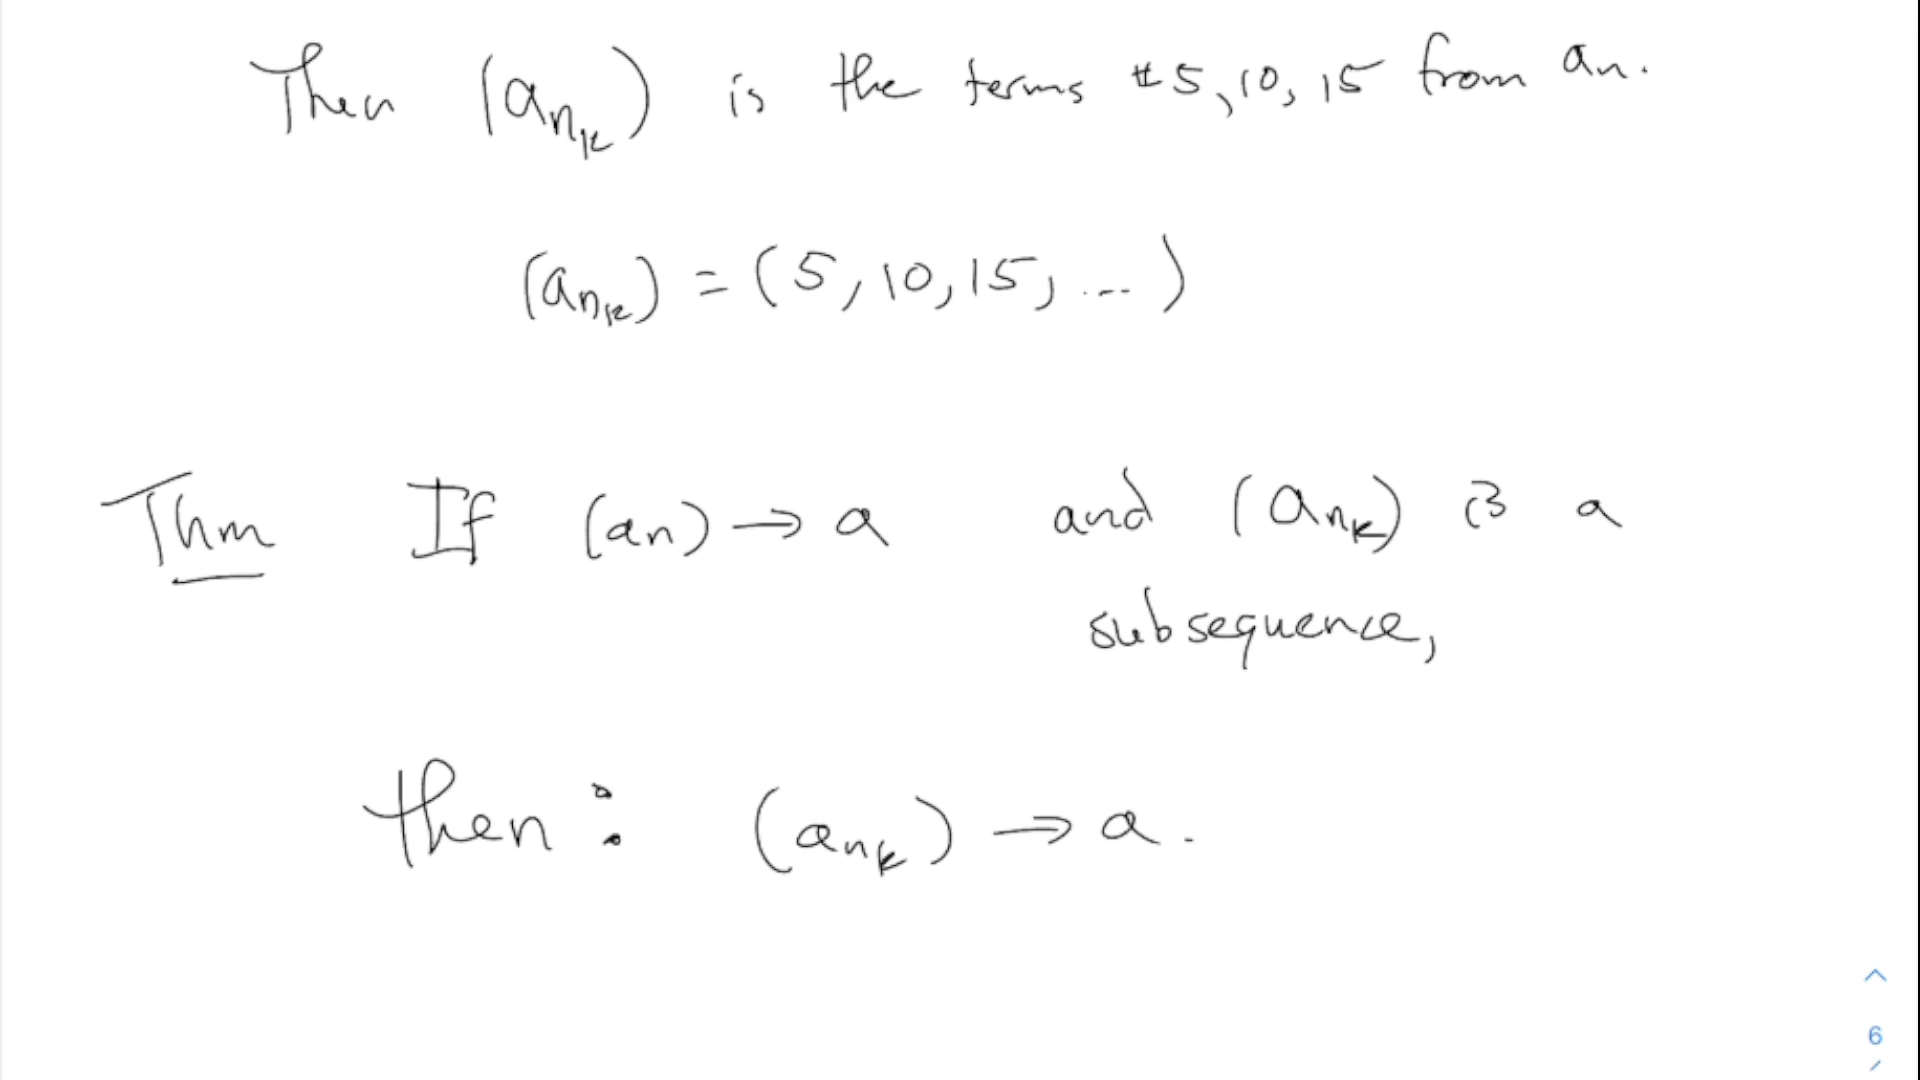 Then (a_{n_k}) is the terms #5, 10, 15 from a_n.
(a_{n_k}) = (5, 10, 15, ...)
Thm If (a_n) → a and (a_{n_k}) is a
subsequence,
then: (a_{n_k}) → a.
6